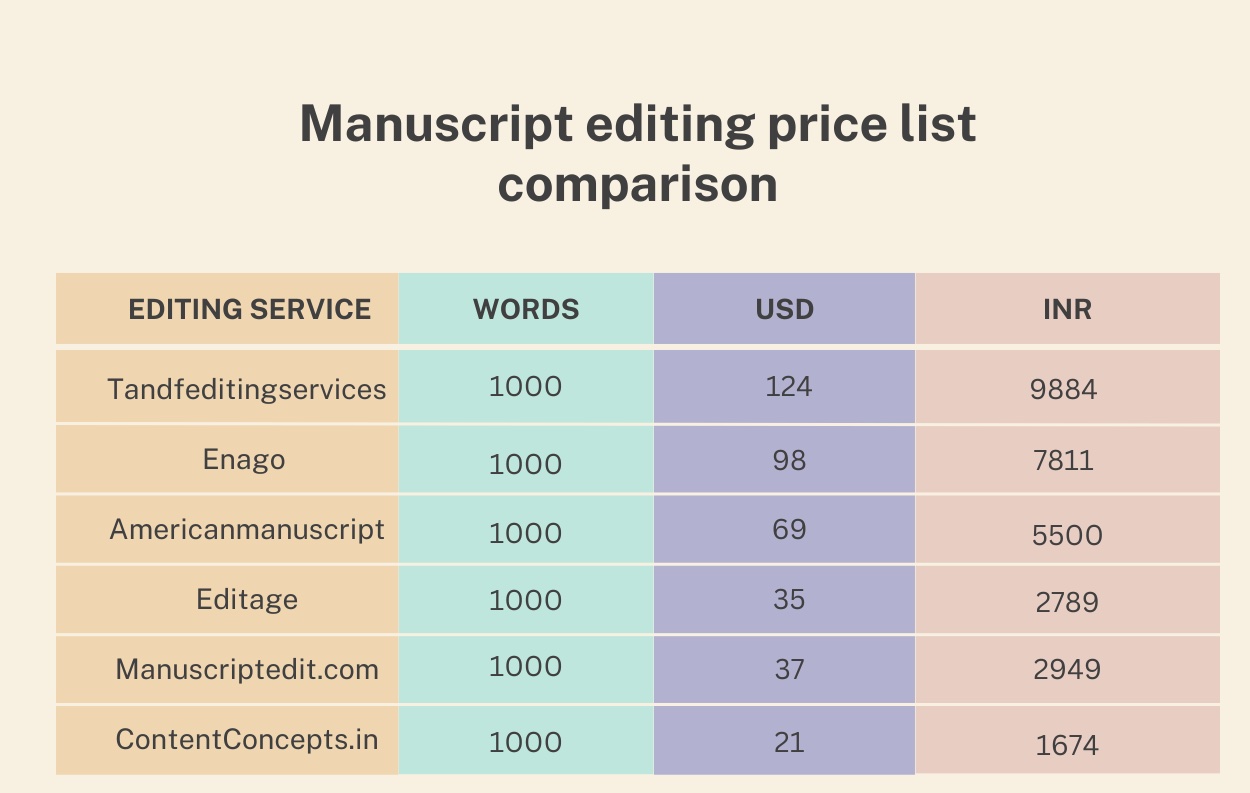 Manuscript editing price list
comparison
EDITING SERVICE WORDS USD INR
Tandfeditingservices 1000 124 9884
Enago 1000 98 7811
Americanmanuscript 1000 69 5500
Editage 1000 35 2789
Manuscriptedit.com 1000 37 2949
ContentConcepts.in 1000 21 1674